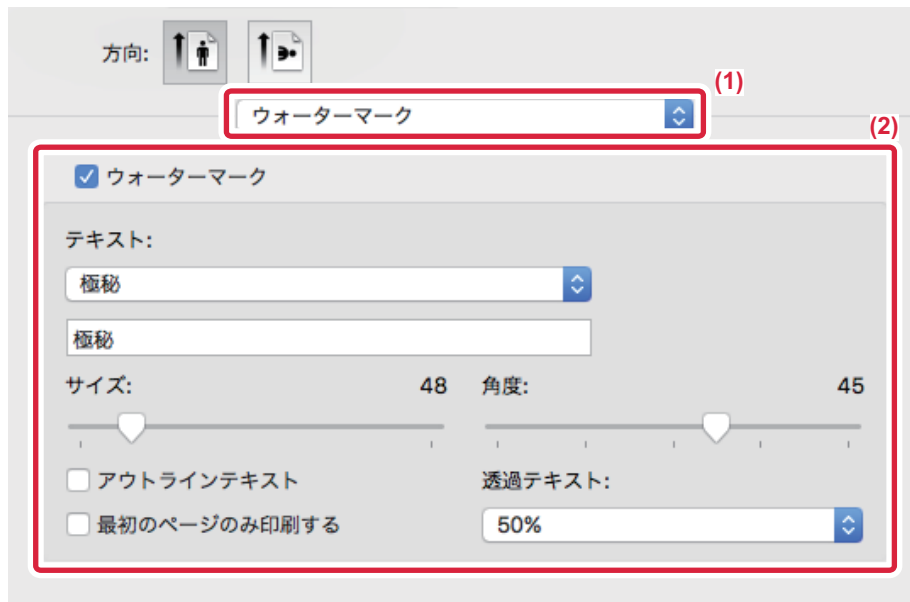 方向:
(1)
ウォーターマーク
(2)
ウォーターマーク
テキスト:
極秘
極秘
サイズ: 48 角度: 45
アウトラインテキスト 透過テキスト:
最初のページのみ印刷する 50%